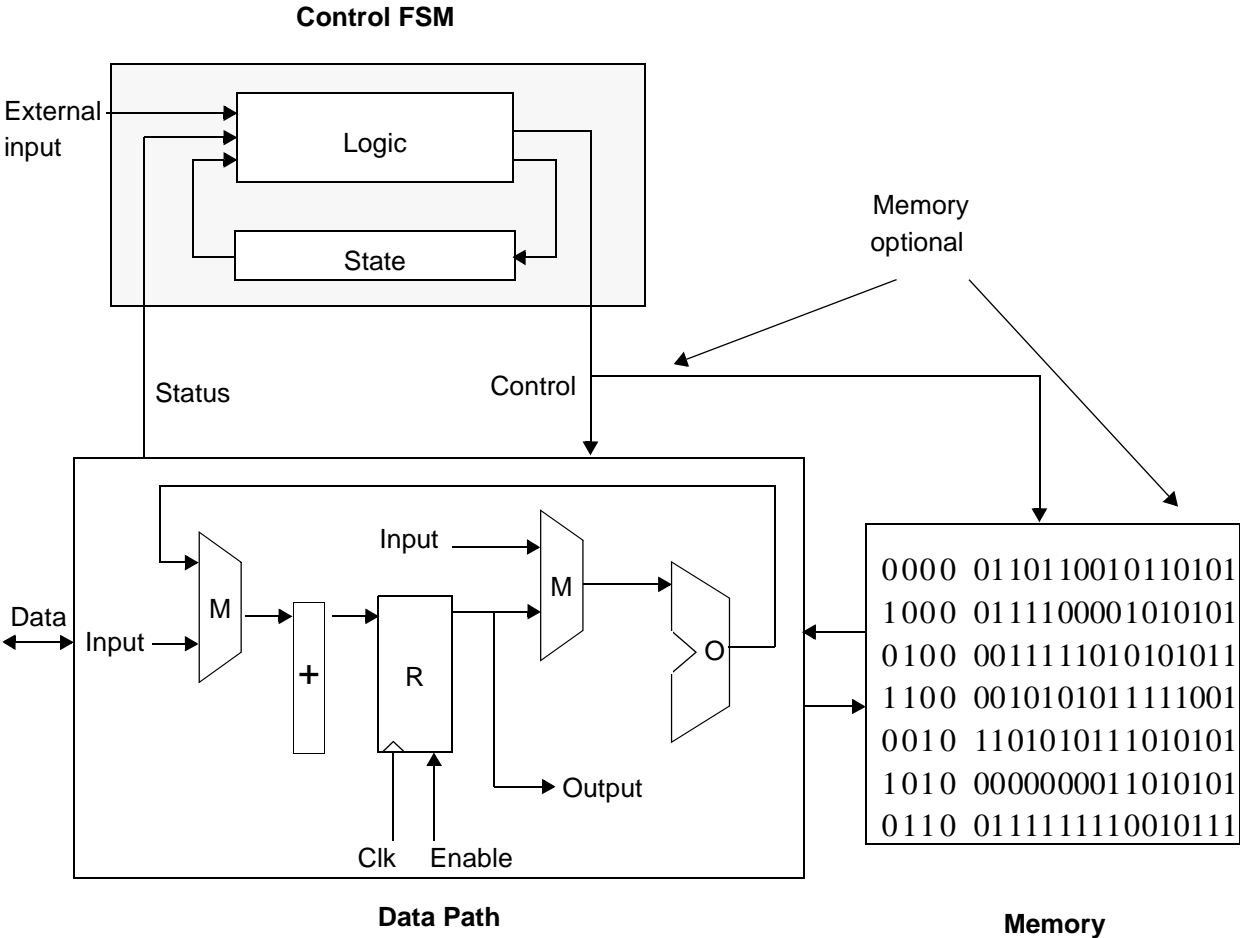 Control FSM
External
input
Logic
State
Memory
optional
Status
Control
Input
M
Data
Input
M
+
R
O
Output
Clk
Enable
0000 0110110010110101
1000 0111100001010101
0100 0011111010101011
1100 0010101011111001
0010 1101010111010101
1010 0000000011010101
0110 0111111110010111
Data Path
Memory